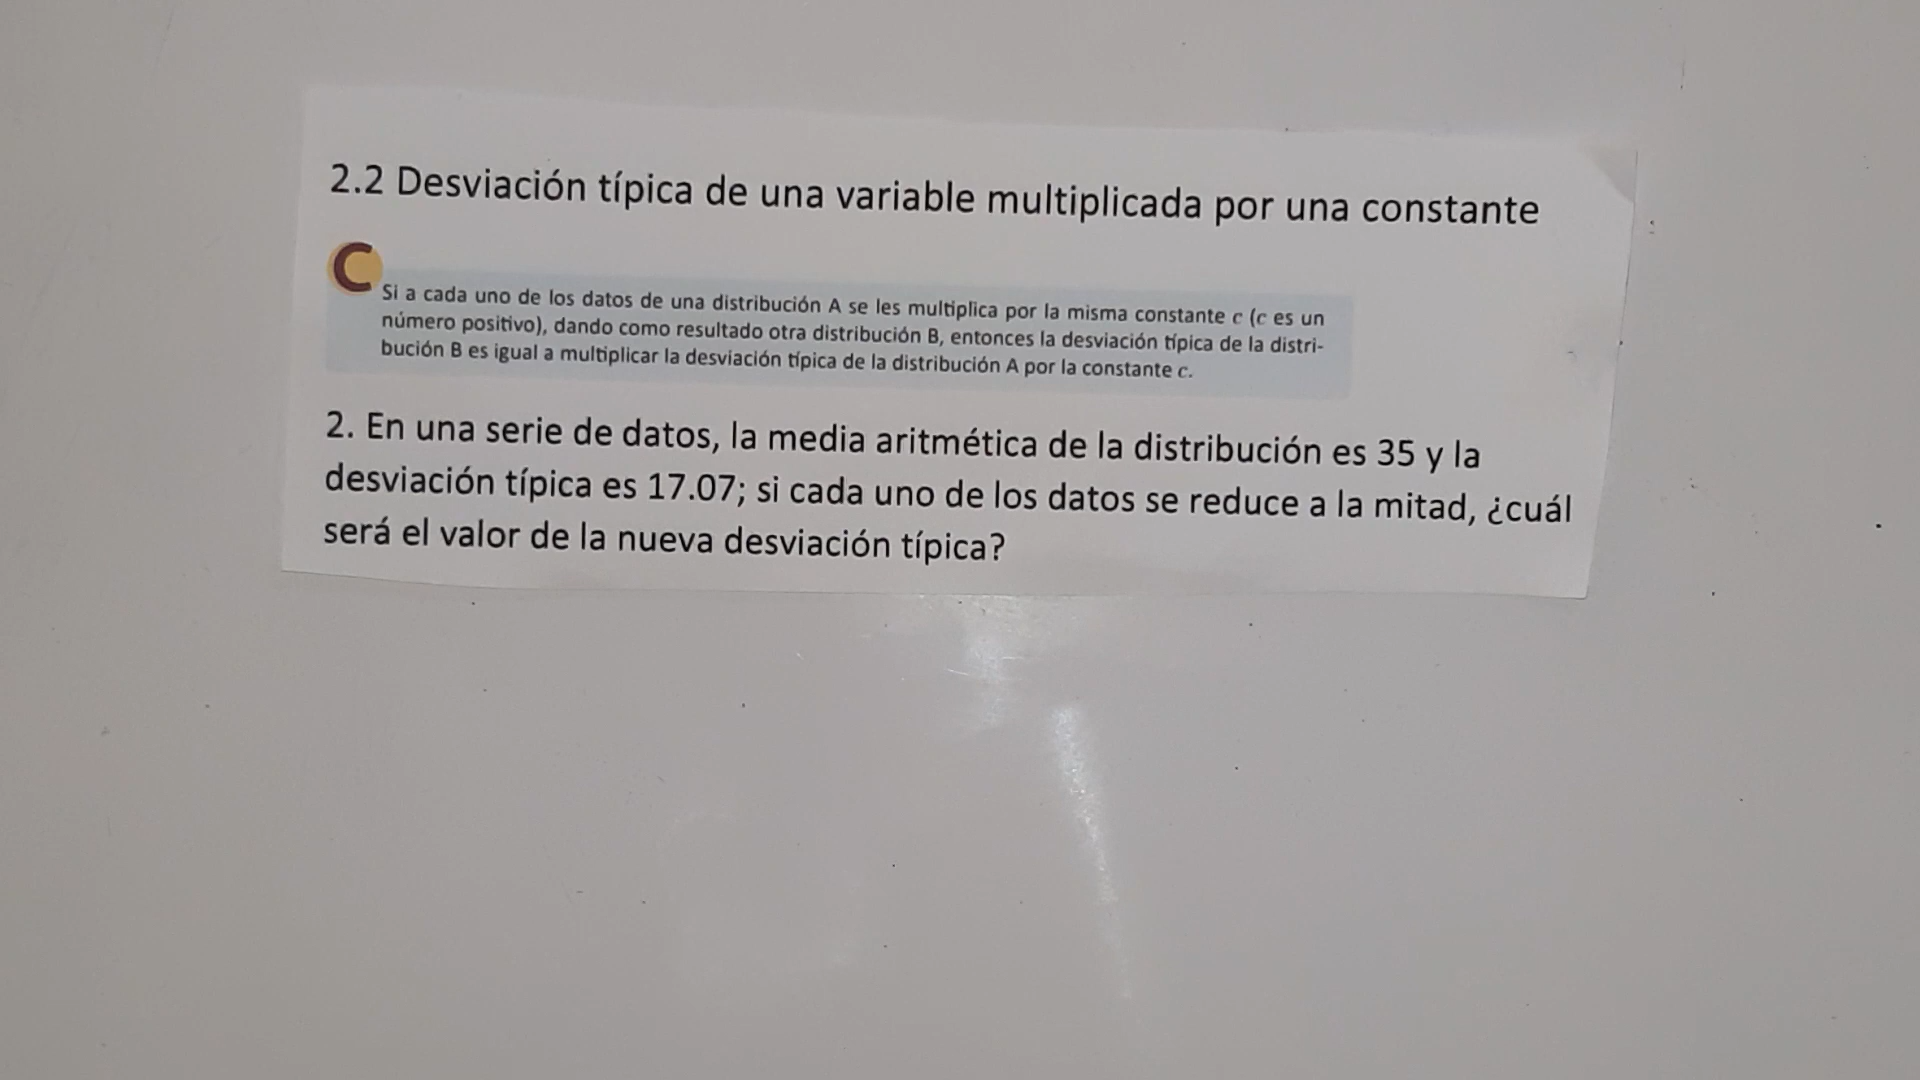 2.2 Desviación típica de una variable multiplicada por una constante
C
Si a cada uno de los datos de una distribución A se les multiplica por la misma constante c (c es un
número positivo), dando como resultado otra distribución B, entonces la desviación típica de la distri-
bución B es igual a multiplicar la desviación típica de la distribución A por la constante c.
2. En una serie de datos, la media aritmética de la distribución es 35 y la
desviación típica es 17.07; si cada uno de los datos se reduce a la mitad, ¿cuál
será el valor de la nueva desviación típica?